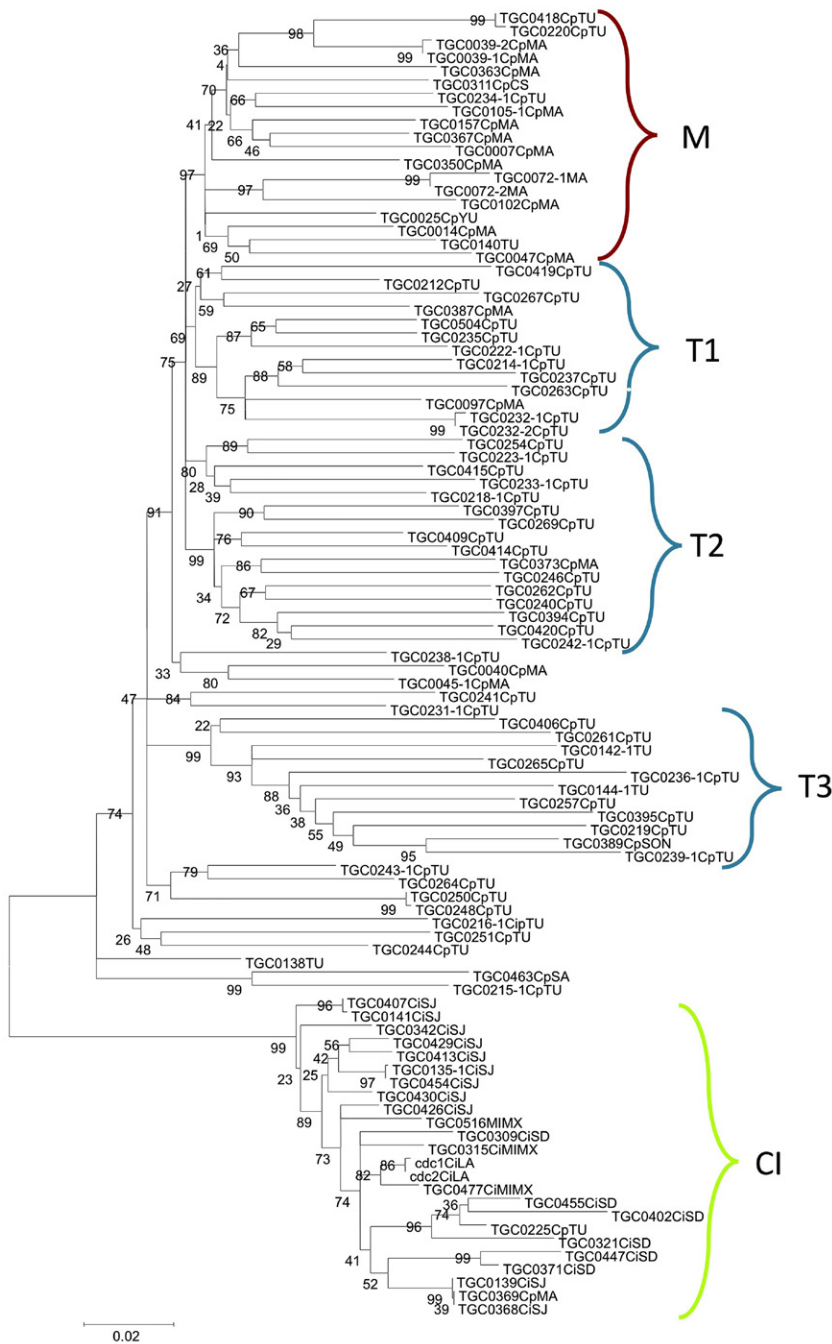 TGC0418CpTU
99
TGC0220CpTU
98
TGC0039-2CpMA
36
99
TGC0039-1CpMA
4
TGC0363CpMA
TGC0311CpCS
70
66
TGC0234-1CpTU
TGC0105-1CpMA
41
22
TGC0157CpMA
M
66
TGC0367CpMA
46
TGC0007CpMA
TGC0350CpMA
97
99
TGC0072-1MA
97
TGC0072-2MA
TGC0102CpMA
TGC0025CpYU
1
TGC0014CpMA
69
TGC0140TU
50
TGC0047CpMA
61
TGC0419CpTU
27
TGC0212CpTU
TGC0267CpTU
59
TGC0387CpMA
65
TGC0504CpTU
69
87
TGC0235CpTU
T1
TGC0222-1CpTU
75
58
TGC0214-1CpTU
89
88
TGC0237CpTU
TGC0263CpTU
75
TGC0097CpMA
TGC0232-1CpTU
99
TGC0232-2CpTU
89
TGC0254CpTU
TGC0223-1CpTU
80
TGC0415CpTU
28
39
TGC0233-1CpTU
TGC0218-1CpTU
91
90
TGC0397CpTU
TGC0269CpTU
76
TGC0409CpTU
T2
TGC0414CpTU
99
86
TGC0373CpMA
TGC0246CpTU
34
67
TGC0262CpTU
TGC0240CpTU
72
TGC0394CpTU
82
TGC0420CpTU
29
TGC0242-1CpTU
TGC0238-1CpTU
33
TGC0040CpMA
80
TGC0045-1CpMA
47
84
TGC0241CpTU
TGC0231-1CpTU
22
TGC0406CpTU
TGC0261CpTU
99
TGC0142-1TU
93
TGC0265CpTU
TGC0236-1CpTU
T3
88
TGC0144-1TU
36
TGC0257CpTU
74
38
TGC0395CpTU
55
TGC0219CpTU
49
TGC0389CpSON
95
TGC0239-1CpTU
79
TGC0243-1CpTU
71
TGC0264CpTU
TGC0250CpTU
99
TGC0248CpTU
TGC0216-1CipTU
26
TGC0251CpTU
48
TGC0244CpTU
TGC0138TU
TGC0463CpSA
99
TGC0215-1CpTU
96
TGC0407CiSJ
TGC0141CiSJ
TGC0342CiSJ
99
56
TGC0429CiSJ
42
TGC0413CiSJ
23
25
TGC0135-1CiSJ
97
TGC0454CiSJ
TGC0430CiSJ
89
TGC0426CiSJ
TGC0516MIMX
TGC0309CiSD
73
TGC0315CiMIMX
86
cdc1CiLA
CI
82
cdc2CiLA
74
TGC0477CiMIMX
36
TGC0455CiSD
74
TGC0402CiSD
96
TGC0225CpTU
TGC0321CiSD
41
99
TGC0447CiSD
TGC0371CiSD
52
TGC0139CiSJ
99
TGC0369CpMA
39
TGC0368CiSJ
0.02